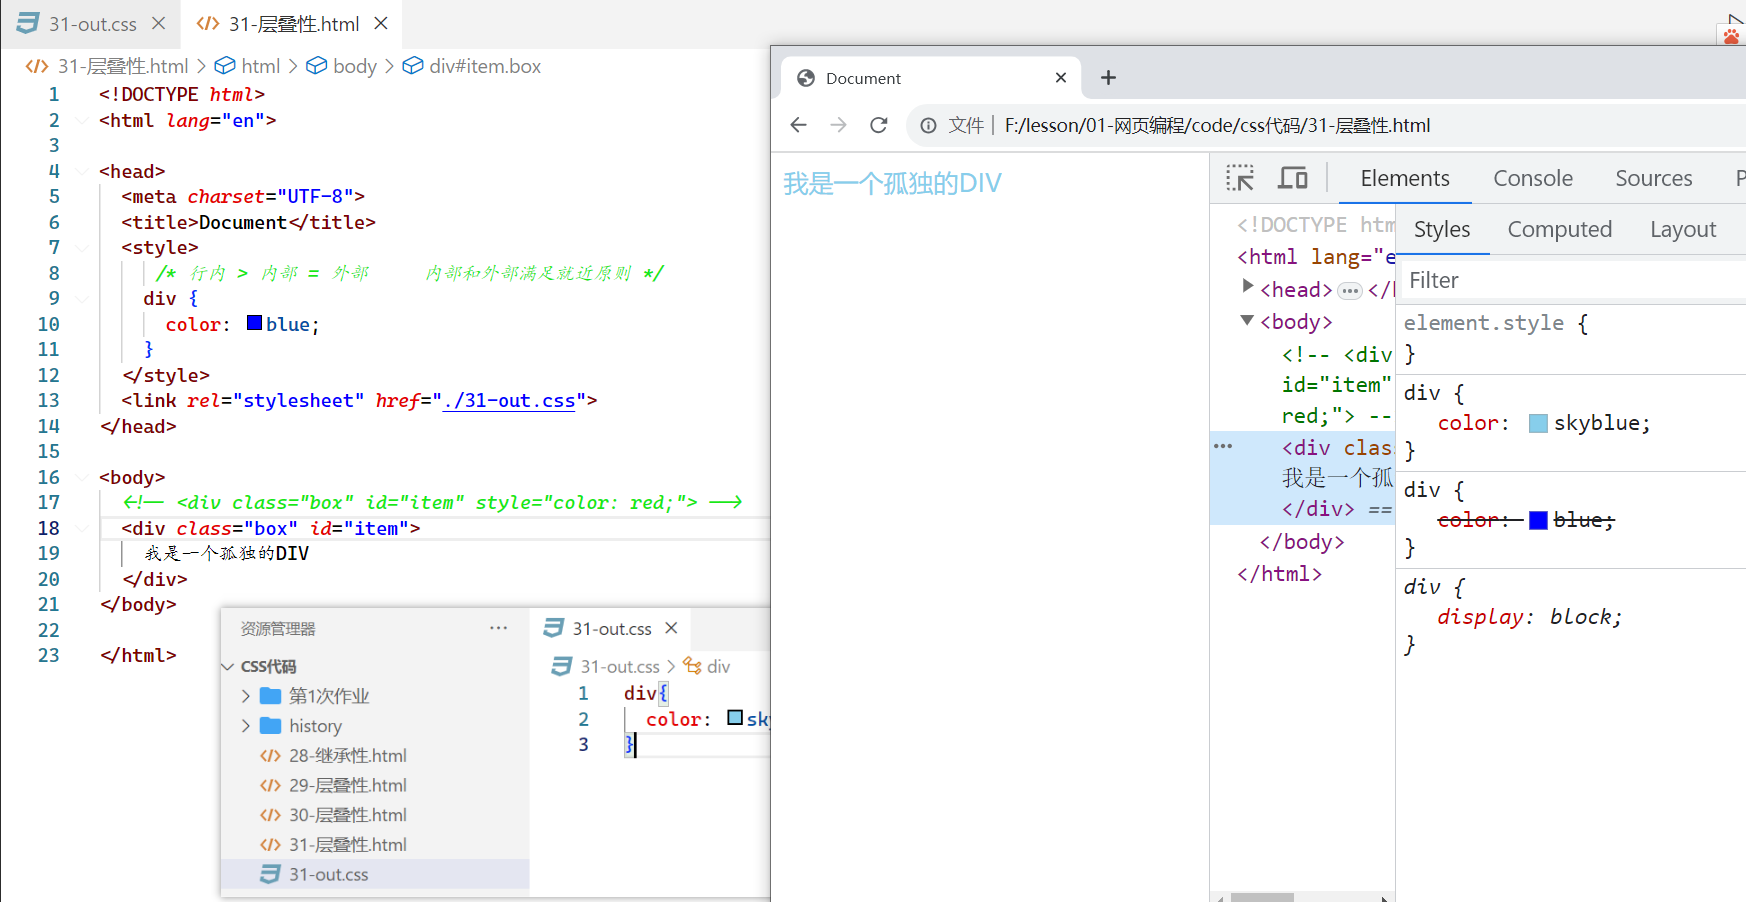 31-out.css
31-层叠性.html
31-层叠性.html > html > body > div#item.box
1 <!DOCTYPE html>
2 <html lang="en">
3
4 <head>
5 <meta charset="UTF-8">
6 <title>Document</title>
7 <style>
8 /* 行内 > 内部 = 外部 内部和外部满足就近原则 */
9 div {
10 color: blue;
11 }
12 </style>
13 <link rel="stylesheet" href="./31-out.css">
14 </head>
15
16 <body>
17 <!-- <div class="box" id="item" style="color: red;"> -->
18 <div class="box" id="item">
19 我是一个孤独的DIV
20 </div>
21 </body>
22
23 </html>
资源管理器 ···
CSS代码
第1次作业
history
28-继承性.html
29-层叠性.html
30-层叠性.html
31-层叠性.html
31-out.css
31-out.css
31-out.css > div
1 div{
2 color: sk
3 }
Document
文件 | F:/lesson/01-网页编程/code/css代码/31-层叠性.html
我是一个孤独的DIV
Elements Console Sources P
<!DOCTYPE htm
<html lang="e
<head> ··· </
<body>
<!-- <div
id="item"
red;"> --
··· <div clas
我是一个孤
</div> ==
</body>
</html>
Styles Computed Layout
Filter
element.style {
}
div {
color: skyblue;
}
div {
color: blue;
}
div {
display: block;
}